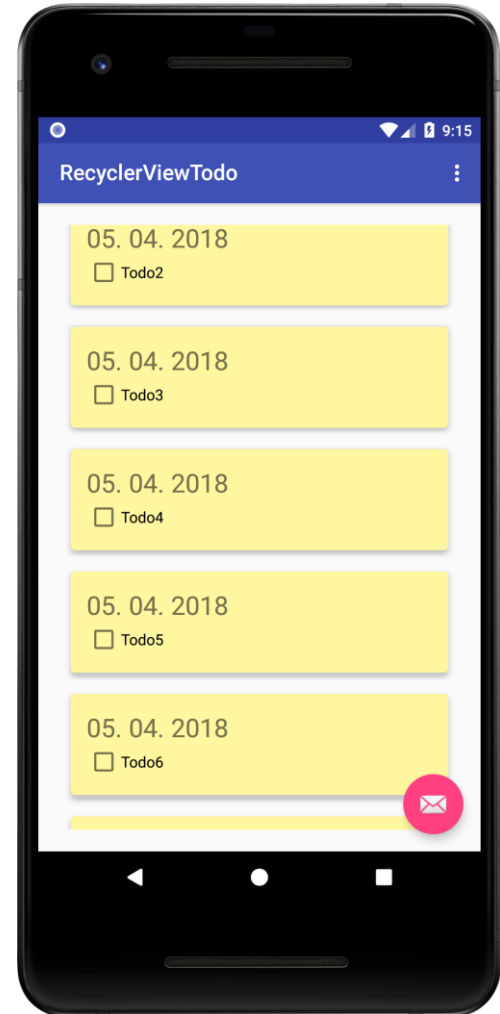 9:15
RecyclerViewTodo
05. 04. 2018
Todo2
05. 04. 2018
Todo3
05. 04. 2018
Todo4
05. 04. 2018
Todo5
05. 04. 2018
Todo6